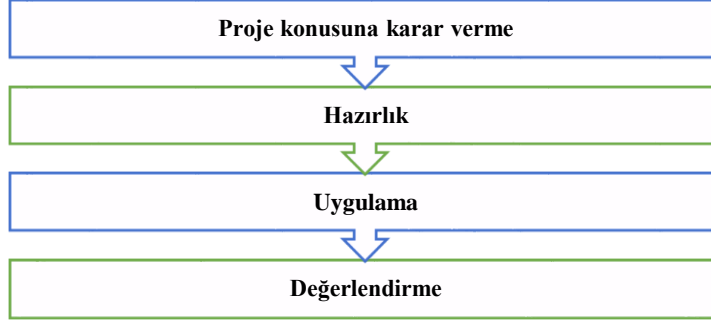 Proje konusuna karar verme
Hazırlık
Uygulama
Değerlendirme